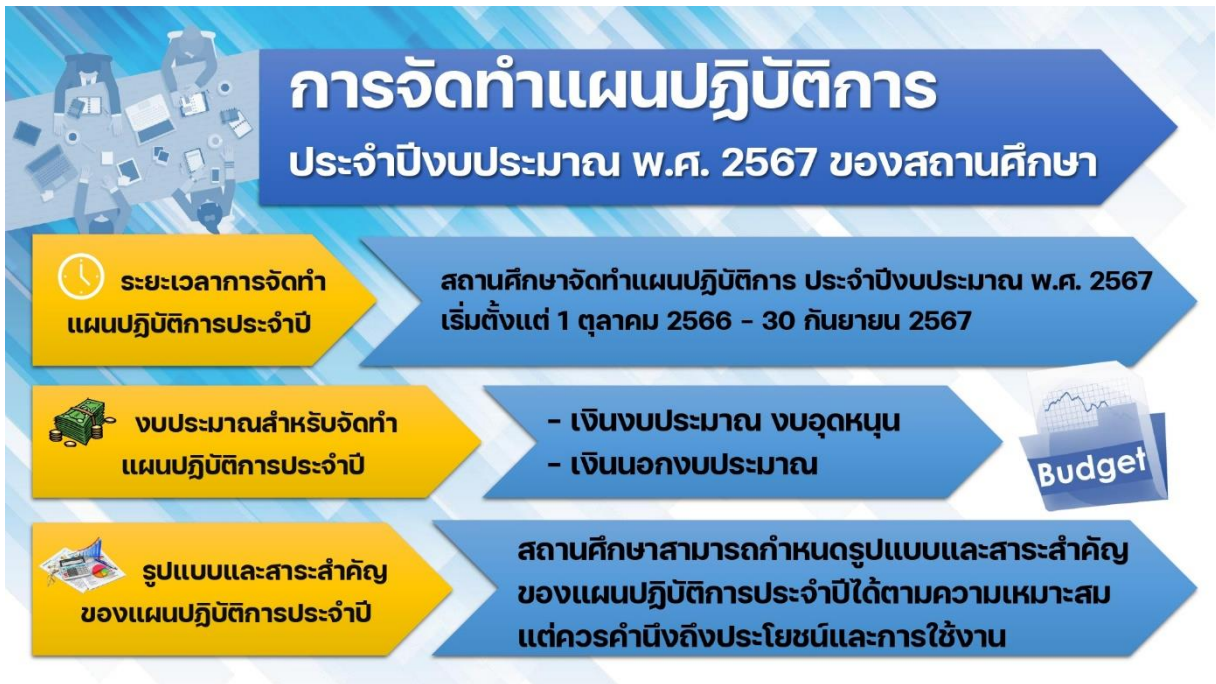 การจัดทำแผนปฏิบัติการ
ประจำปีงบประมาณ พ.ศ. 2567 ของสถานศึกษา
ระยะเวลาการจัดทำ
แผนปฏิบัติการประจำปี
สถานศึกษาจัดทำแผนปฏิบัติการ ประจำปีงบประมาณ พ.ศ. 2567
เริ่มตั้งแต่ 1 ตุลาคม 2566 - 30 กันยายน 2567
งบประมาณสำหรับจัดทำ
แผนปฏิบัติการประจำปี
- เงินงบประมาณ งบอุดหนุน
- เงินนอกงบประมาณ
Budget
รูปแบบและสาระสำคัญ
ของแผนปฏิบัติการประจำปี
สถานศึกษาสามารถกำหนดรูปแบบและสาระสำคัญ
ของแผนปฏิบัติการประจำปีได้ตามความเหมาะสม
แต่ควรคำนึงถึงประโยชน์และการใช้งาน